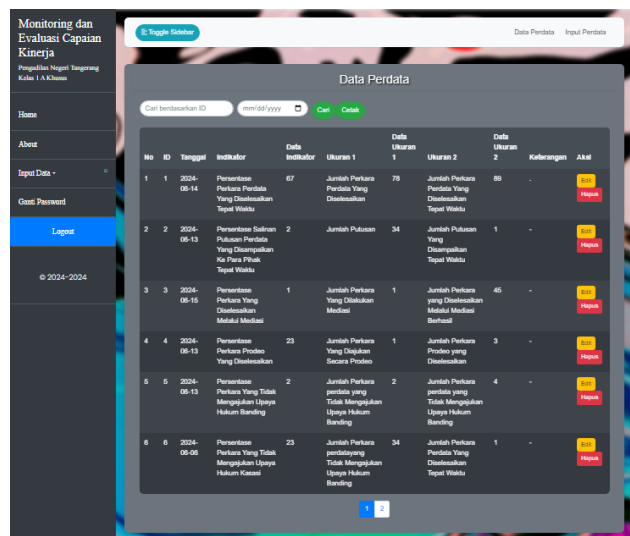 Monitoring dan
Evaluasi Capaian
Kinerja
Pengadilan Negeri Tangerang
Kelas 1 A Khusus
Home
About
Input Data
Ganti Password
Logout
© 2024-2024
Toggle Sidebar
Data Perdata Input Perdata
Data Perdata
Cari berdasarkan ID mm/dd/yyyy Cari Cetak
No ID Tanggal Indikator Data Indikator Ukuran 1 Data Ukuran 1 Ukuran 2 Data Ukuran 2 Keterangan Aksi
1 1 2024-06-14 Persentase Perkara Perdata Yang Diselesaikan Tepat Waktu 67 Jumlah Perkara Perdata Yang Diselesaikan 78 Jumlah Perkara Perdata Yang Diselesaikan Tepat Waktu 89 - Edit Hapus
2 2 2024-06-13 Persentase Salinan Putusan Perdata Yang Disampaikan Ke Para Pihak Tepat Waktu 2 Jumlah Putusan 34 Jumlah Putusan Yang Disampaikan Tepat Waktu 1 - Edit Hapus
3 3 2024-06-15 Persentase Perkara Yang Diselesaikan Melalui Mediasi 1 Jumlah Perkara Yang Dilakukan Mediasi 1 Jumlah Perkara yang Diselesaikan Melalui Mediasi Berhasil 45 - Edit Hapus
4 4 2024-06-13 Persentase Perkara Prodeo Yang Diselesaikan 23 Jumlah Perkara Yang Diajukan Secara Prodeo 1 Jumlah Perkara Prodeo yang Diselesaikan 3 - Edit Hapus
5 5 2024-06-13 Persentase Perkara Yang Tidak Mengajukan Upaya Hukum Banding 2 Jumlah Perkara perdata yang Tidak Mengajukan Upaya Hukum Banding 2 Jumlah Perkara perdata yang Tidak Mengajukan Upaya Hukum Banding 4 - Edit Hapus
6 6 2024-06-06 Persentase Perkara Yang Tidak Mengajukan Upaya Hukum Kasasi 23 Jumlah Perkara perdatayang Tidak Mengajukan Upaya Hukum Banding 34 Jumlah Perkara Perdata Yang Diselesaikan Tepat Waktu 1 - Edit Hapus
1 2